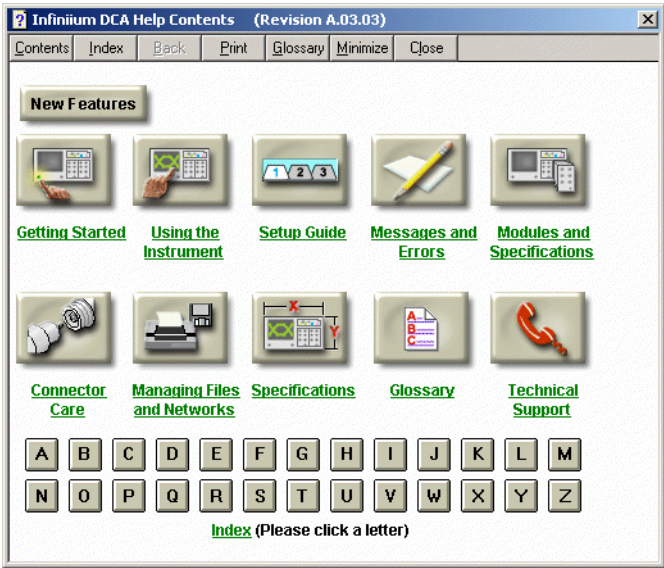 Infiniium DCA Help Contents (Revision A.03.03)
Contents Index Back Print Glossary Minimize Close
New Features
1 2 3
Getting Started
Using the
Instrument
Setup Guide
Messages and
Errors
Modules and
Specifications
X
Y
A
B
C
Connector
Care
Managing Files
and Networks
Specifications
Glossary
Technical
Support
A B C D E F G H I J K L M
N O P Q R S T U V W X Y Z
Index (Please click a letter)